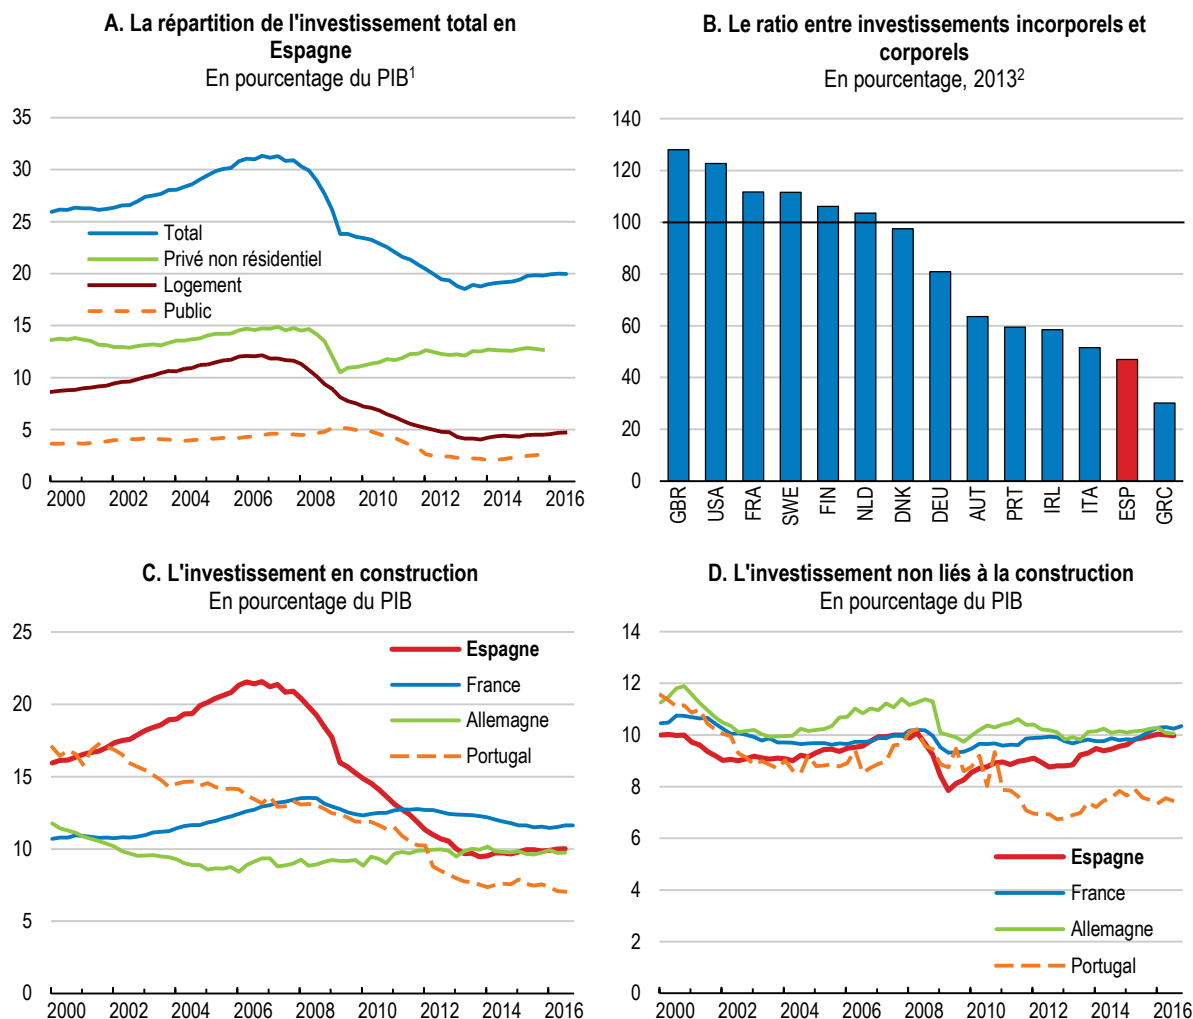 A. La répartition de l'investissement total en
Espagne
En pourcentage du PIB1
35
30
25
20
15
10
5
0
Total
Privé non résidentiel
Logement
Public
2000 2002 2004 2006 2008 2010 2012 2014 2016
B. Le ratio entre investissements incorporels et
corporels
En pourcentage, 20132
140
120
100
80
60
40
20
0
GBR USA FRA SWE FIN NLD DNK DEU AUT PRT IRL ITA ESP GRC
C. L'investissement en construction
En pourcentage du PIB
25
20
15
10
5
0
Espagne
France
Allemagne
Portugal
2000 2002 2004 2006 2008 2010 2012 2014 2016
D. L'investissement non liés à la construction
En pourcentage du PIB
14
12
10
8
6
4
2
0
Espagne
France
Allemagne
Portugal
2000 2002 2004 2006 2008 2010 2012 2014 2016